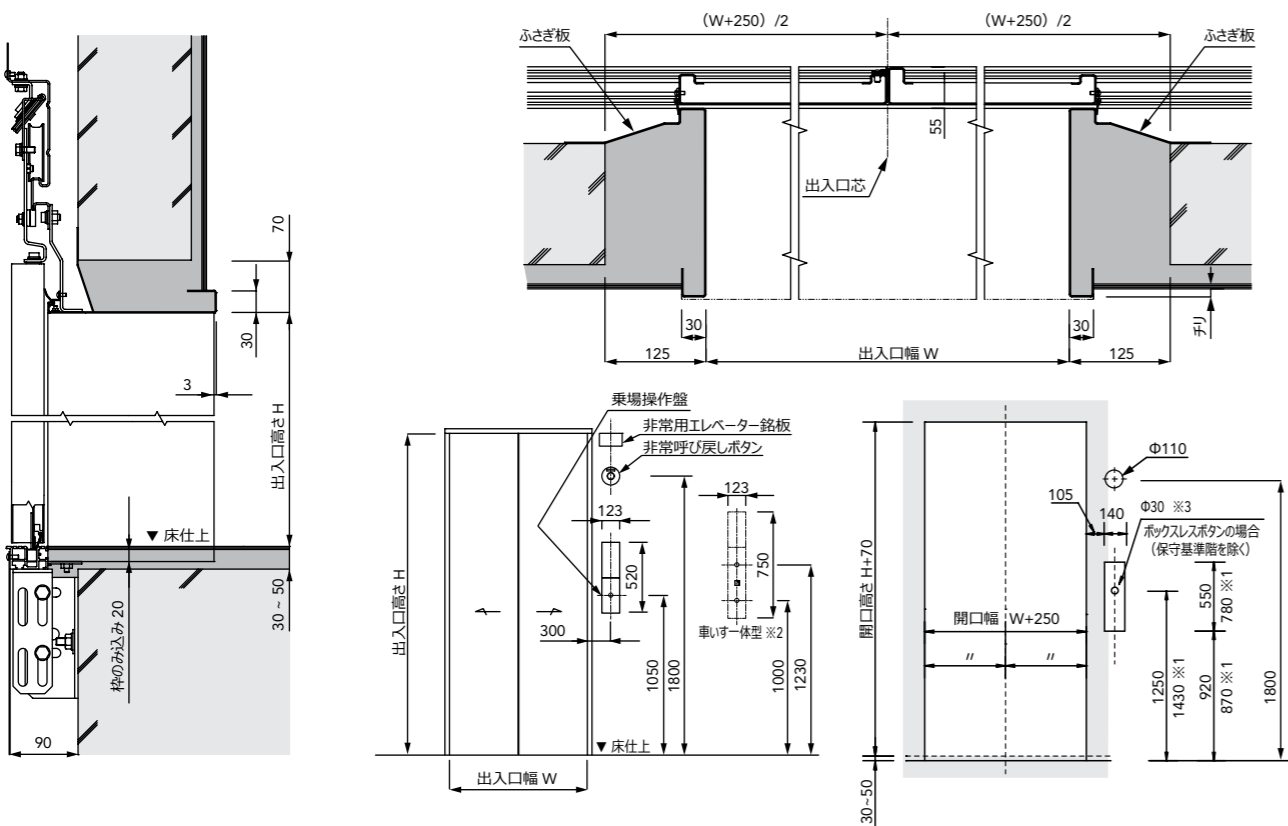 70
30
3
出入口高さ H
▼ 床仕上
30~50
枠のみ込み 20
90
(W+250) /2
(W+250) /2
ふさぎ板
ふさぎ板
55
出入口芯
チリ
30
30
125
出入口幅 W
125
乗場操作盤
非常用エレベーター銘板
非常呼び戻しボタン
123
123
520
750
車いす一体型 ※2
300
1050
1800
1000
1230
出入口高さ H
▼ 床仕上
出入口幅 W
Φ110
105
140
Φ30 ※3
ボックスレスボタンの場合
(保守基準階を除く)
550
780 ※1
開口高さ H+70
開口幅 W+250
〃
〃
1250
1430 ※1
920
870 ※1
1800
30~50